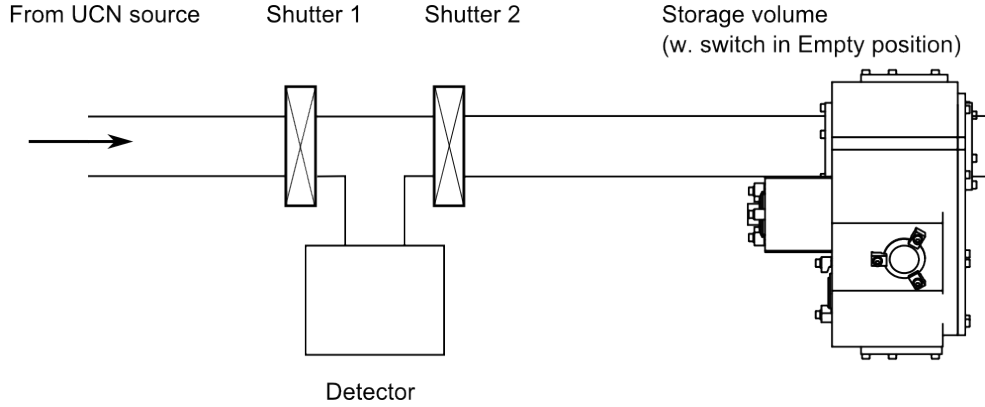 From UCN source
Shutter 1
Shutter 2
Storage volume
(w. switch in Empty position)
Detector